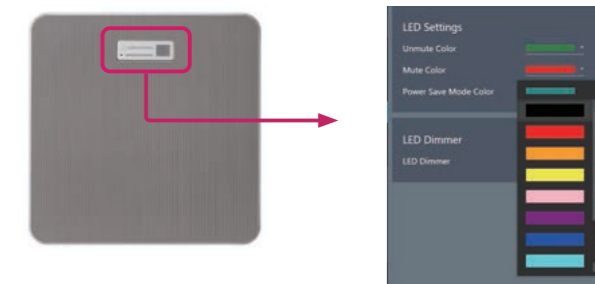 LED Settings
Unmute Color
Mute Color
Power Save Mode Color
LED Dimmer
LED Dimmer